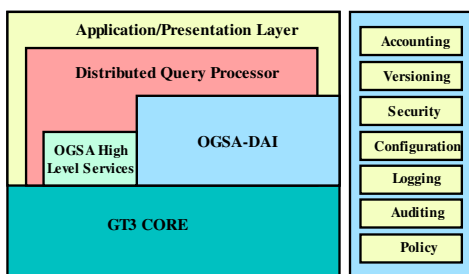 Application/Presentation Layer
Distributed Query Processor
OGSA High
Level Services
OGSA-DAI
GT3 CORE
Accounting
Versioning
Security
Configuration
Logging
Auditing
Policy